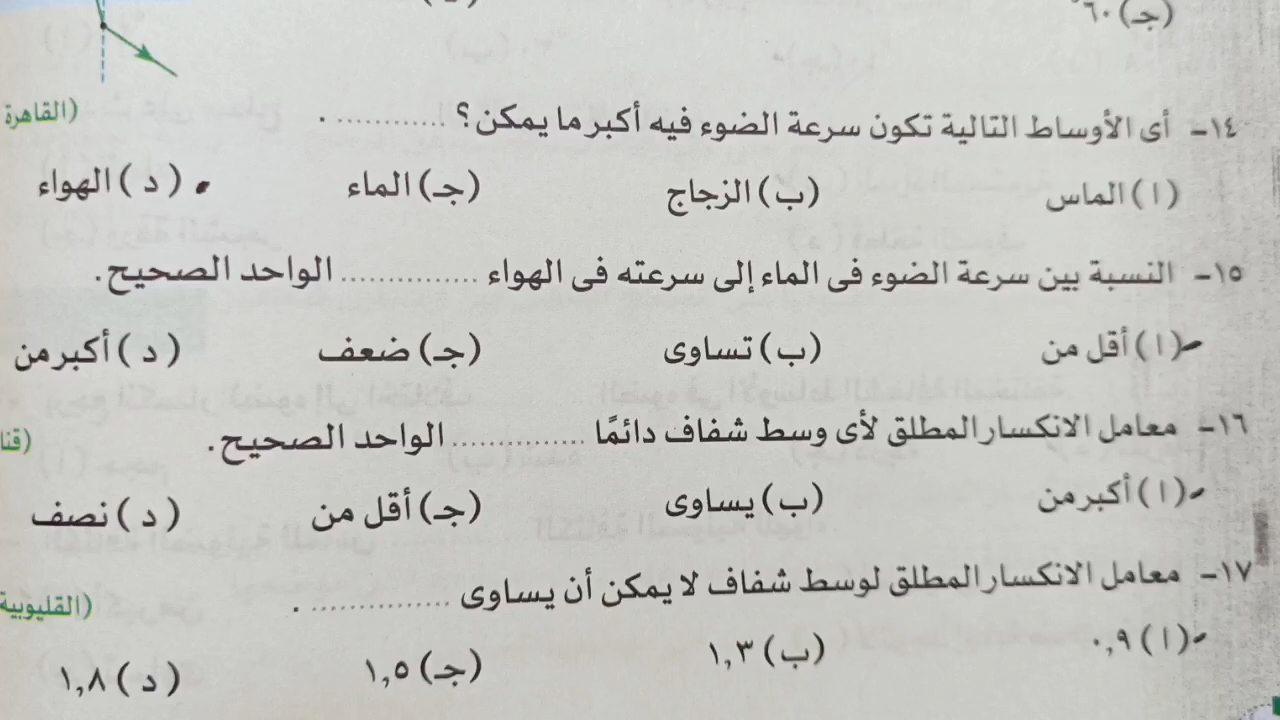 (جـ) ٦٠°
١٤- أى الأوساط التالية تكون سرعة الضوء فيه أكبر ما يمكن؟ ............ . (القاهرة
(ا) الماس (ب) الزجاج (جـ) الماء (د) الهواء
١٥- النسبة بين سرعة الضوء فى الماء إلى سرعته فى الهواء ............... الواحد الصحيح.
(ا) أقل من (ب) تساوى (جـ) ضعف (د) أكبر من
١٦- معامل الانكسار المطلق لأى وسط شفاف دائمًا ............... الواحد الصحيح. (قنا
(ا) أكبر من (ب) يساوى (جـ) أقل من (د) نصف
١٧- معامل الانكسار المطلق لوسط شفاف لا يمكن أن يساوى ............... . (القليوبية
(ا) ٠,٩ (ب) ١,٣ (جـ) ١,٥ (د) ١,٨